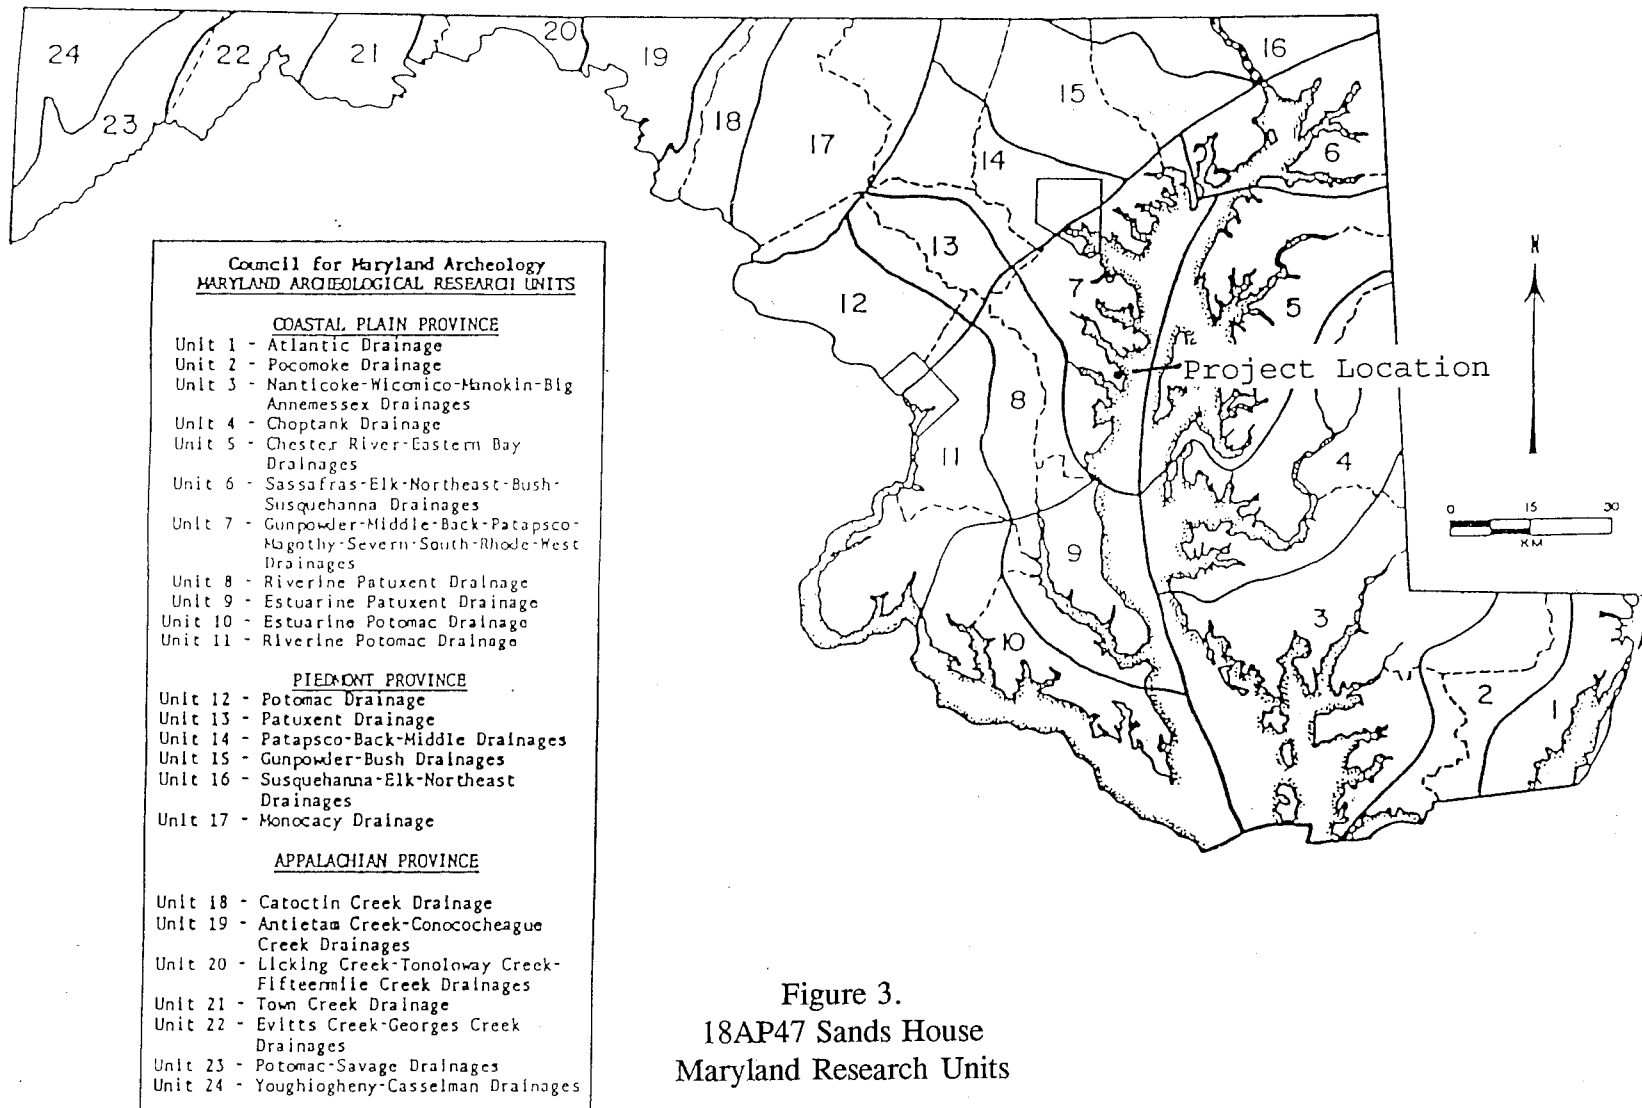 24
22
21
20
19
16
23
18
17
15
14
6
13
12
7
5
Project Location
8
11
4
9
10
3
2
1
N
0 15 30
KM
Council for Maryland Archeology
MARYLAND ARCHEOLOGICAL RESEARCH UNITS
COASTAL PLAIN PROVINCE
Unit 1 - Atlantic Drainage
Unit 2 - Pocomoke Drainage
Unit 3 - Nanticoke-Wicomico-Manokin-Big
Annemessex Drainages
Unit 4 - Choptank Drainage
Unit 5 - Chester River-Eastern Bay
Drainages
Unit 6 - Sassafras-Elk-Northeast-Bush-
Susquehanna Drainages
Unit 7 - Gunpowder-Middle-Back-Patapsco-
Magothy-Severn-South-Rhode-West
Drainages
Unit 8 - Riverine Patuxent Drainage
Unit 9 - Estuarine Patuxent Drainage
Unit 10 - Estuarine Potomac Drainage
Unit 11 - Riverine Potomac Drainage
PIEDMONT PROVINCE
Unit 12 - Potomac Drainage
Unit 13 - Patuxent Drainage
Unit 14 - Patapsco-Back-Middle Drainages
Unit 15 - Gunpowder-Bush Drainages
Unit 16 - Susquehanna-Elk-Northeast
Drainages
Unit 17 - Monocacy Drainage
APPALACHIAN PROVINCE
Unit 18 - Catoctin Creek Drainage
Unit 19 - Antietam Creek-Conococheague
Creek Drainages
Unit 20 - Licking Creek-Tonoloway Creek-
Fifteenmile Creek Drainages
Unit 21 - Town Creek Drainage
Unit 22 - Evitts Creek-Georges Creek
Drainages
Unit 23 - Potomac-Savage Drainages
Unit 24 - Youghiogheny-Casselman Drainages
Figure 3.
18AP47 Sands House
Maryland Research Units